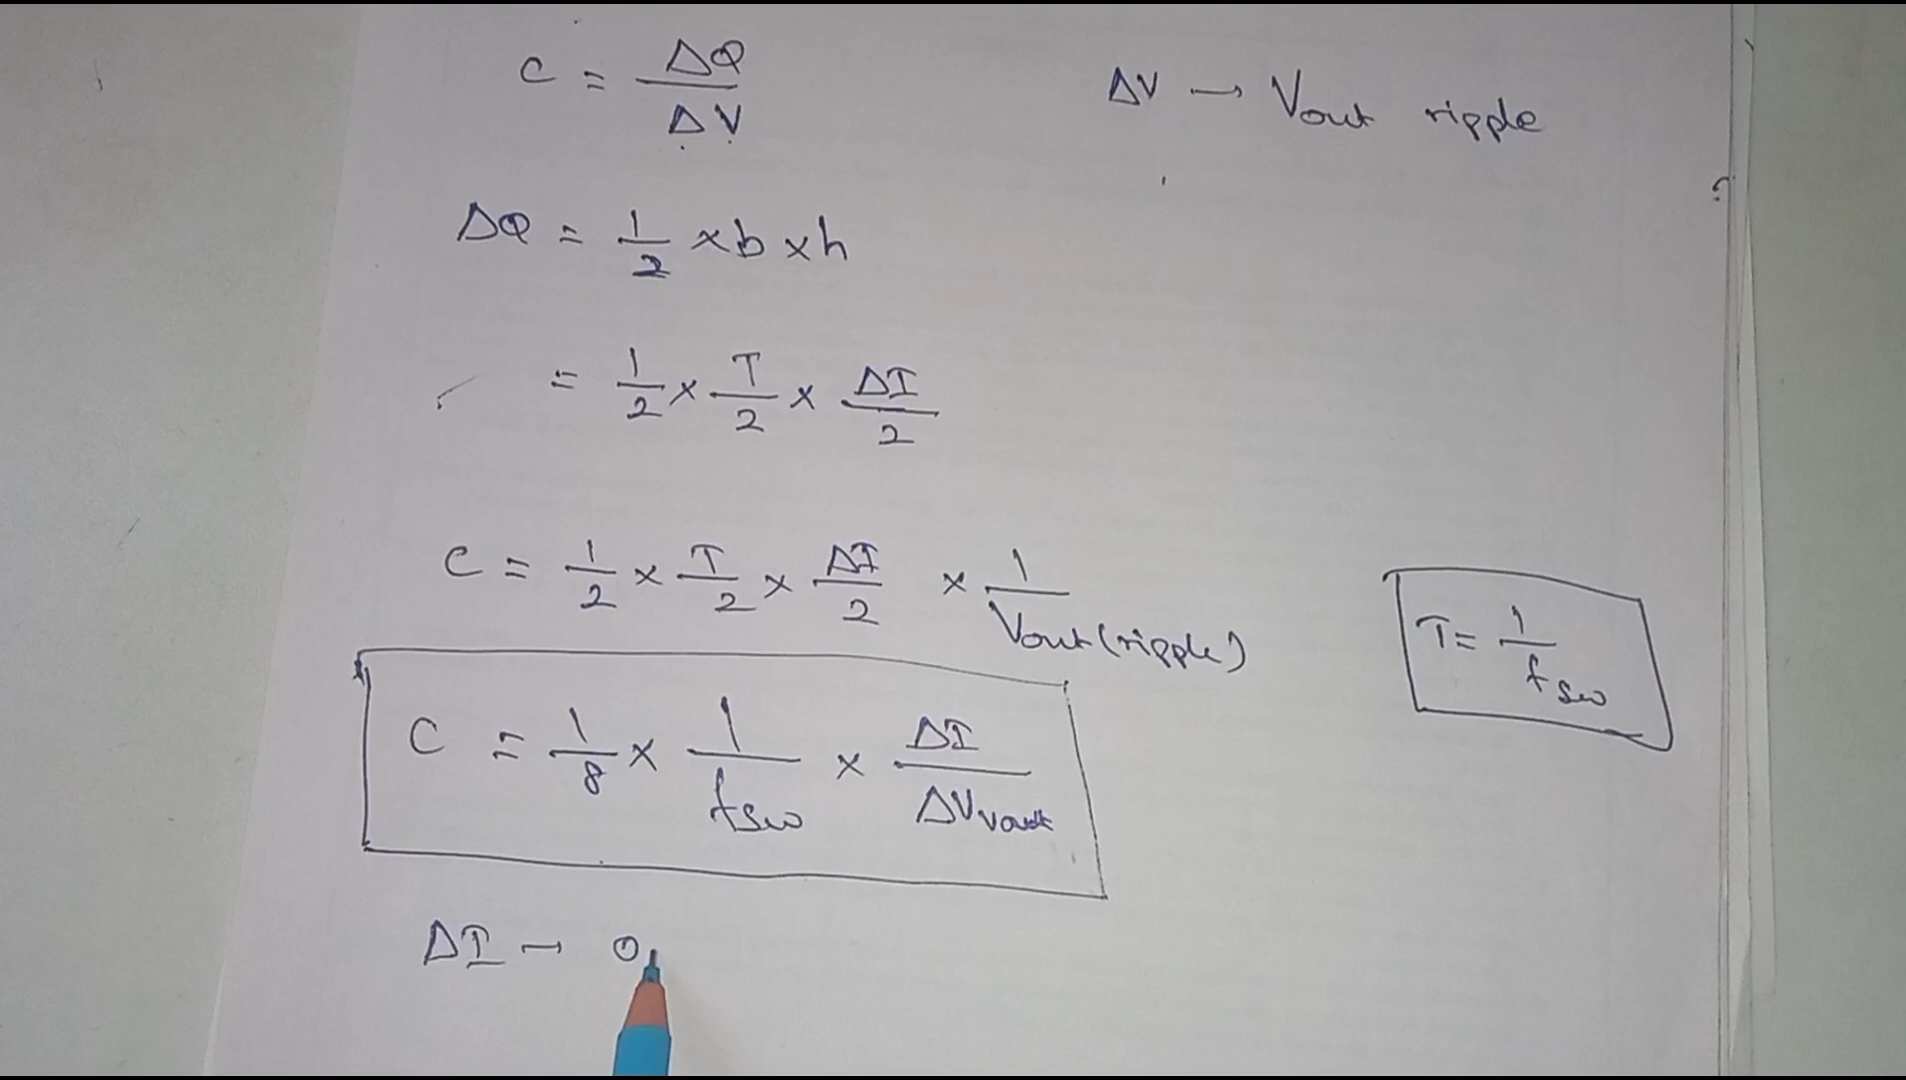 C = ΔQ / ΔV
ΔV → Vout ripple
ΔQ = 1/2 × b × h
= 1/2 × T/2 × ΔI/2
C = 1/2 × T/2 × ΔI/2 × 1/Vout(ripple)
T = 1/fsw
C = 1/8 × 1/fsw × ΔI/ΔVvout
ΔI → 0.